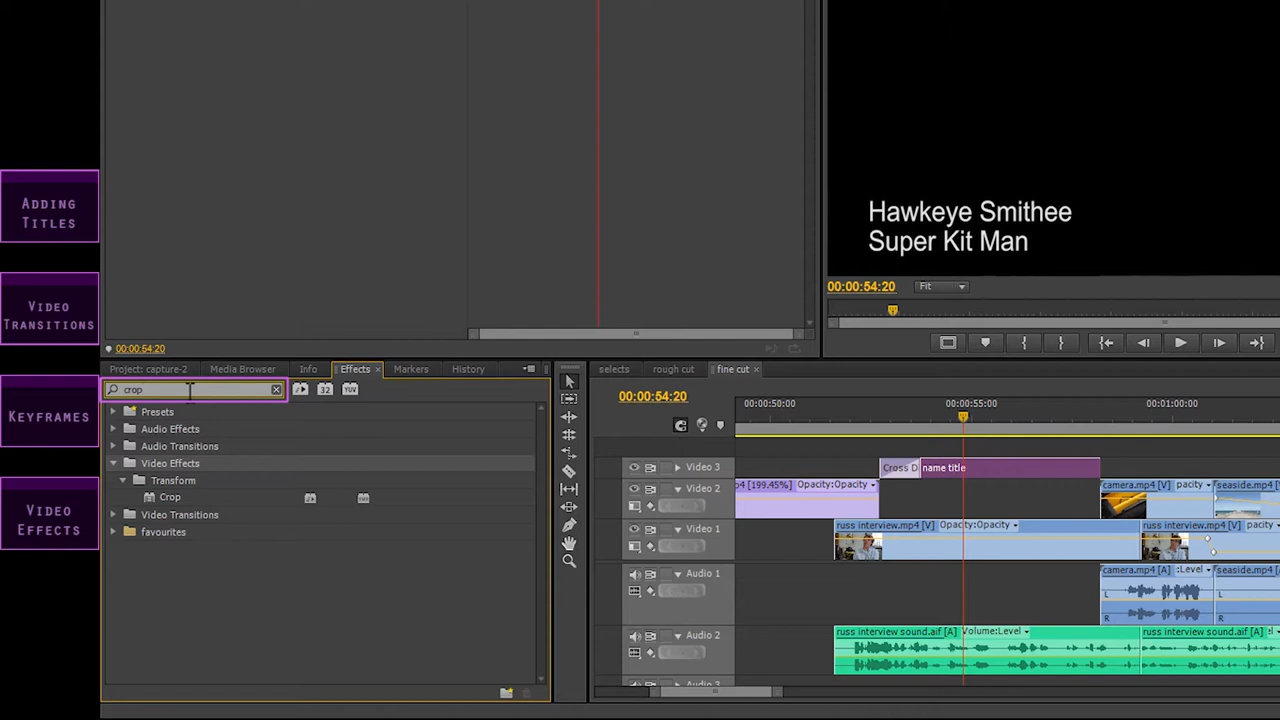 ADDING
TITLES
VIDEO
TRANSITIONS
KEYFRAMES
VIDEO
EFFECTS
Hawkeye Smithee
Super Kit Man
00:00:54:20
Fit
00:00:54:20
Project: capture-2
Media Browser
Info
Effects
Markers
History
crop
32
YUV
Presets
Audio Effects
Audio Transitions
Video Effects
Transform
Crop
Video Transitions
favourites
selects
rough cut
fine cut
00:00:54:20
00:00:50:00
00:00:55:00
00:01:00:00
Video 3
Cross D
name title
Video 2
p4 [199.45%]
Opacity:Opacity
camera.mp4 [V]
pacity
seaside.mp4
Video 1
russ interview.mp4 [V]
Opacity:Opacity
russ interview.mp4 [V]
pacity
Audio 1
camera.mp4 [A]
:Level
seaside.mp4
L
R
L
R
Audio 2
russ interview sound.aif [A]
Volume:Level
russ interview sound.aif [A]
L
R
L
R
Audio 3